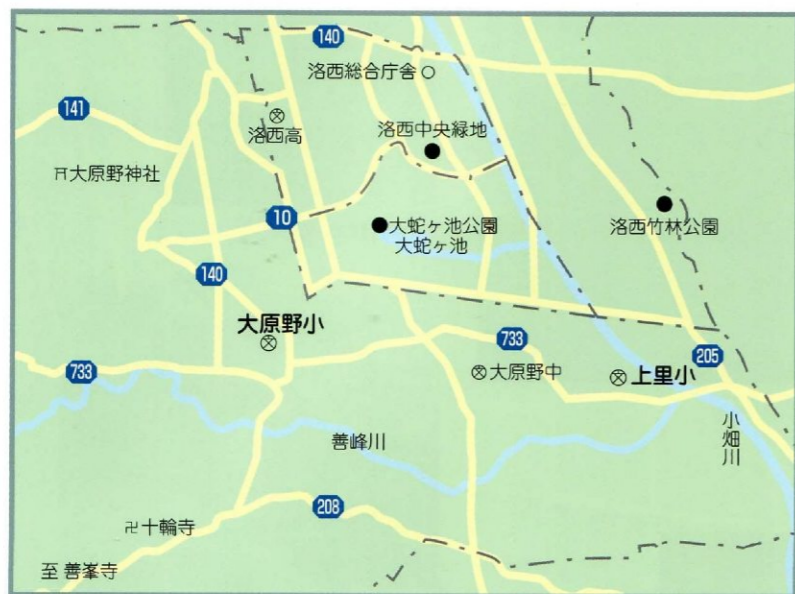 140
洛西総合庁舎
141
洛西高
洛西中央緑地
大原野神社
10
大蛇ヶ池公園
大蛇ヶ池
洛西竹林公園
140
大原野小
733
733
大原野中
上里小
205
小畑川
善峰川
208
十輪寺
至 善峯寺